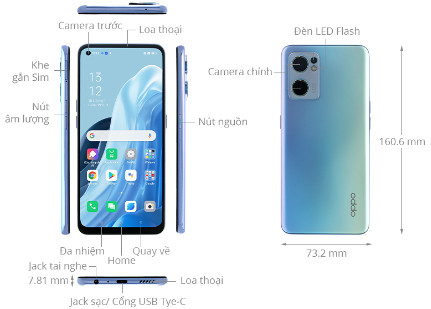 Camera trước
Loa thoại
Khe
gắn Sim
Nút
âm lượng
Nút nguồn
Đa nhiệm
Home
Quay về
Jack tai nghe
7.81 mm
Loa thoại
Jack sạc/ Cổng USB Tye-C
Đèn LED Flash
Camera chính
160.6 mm
oppo
73.2 mm